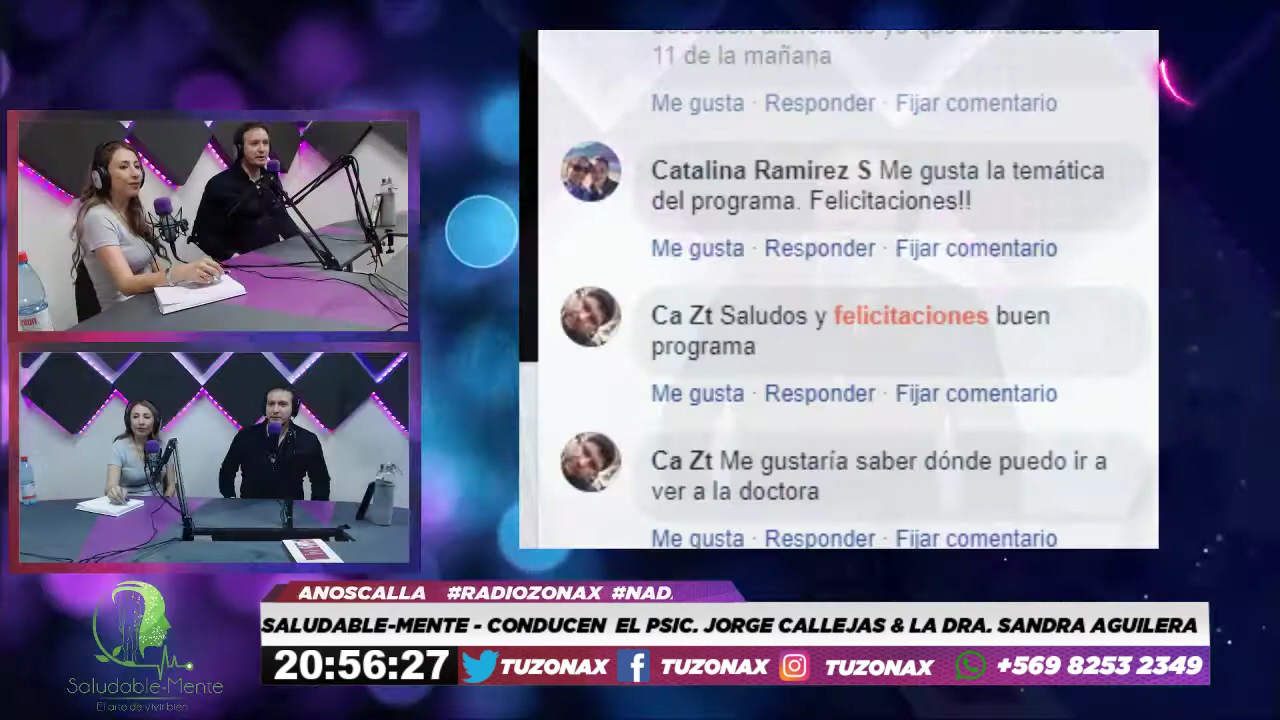 11 de la mañana
Me gusta · Responder · Fijar comentario
Catalina Ramirez S Me gusta la temática
del programa. Felicitaciones!!
Me gusta · Responder · Fijar comentario
Ca Zt Saludos y felicitaciones buen
programa
Me gusta · Responder · Fijar comentario
Ca Zt Me gustaría saber dónde puedo ir a
ver a la doctora
Me gusta · Responder · Fijar comentario
ANOSCALLA #RADIOZONAX #NAD.
SALUDABLE-MENTE - CONDUCEN EL PSIC. JORGE CALLEJAS & LA DRA. SANDRA AGUILERA
20:56:27 TUZONAX TUZONAX TUZONAX +569 8253 2349
Saludable-Mente
El arte de vivir bien